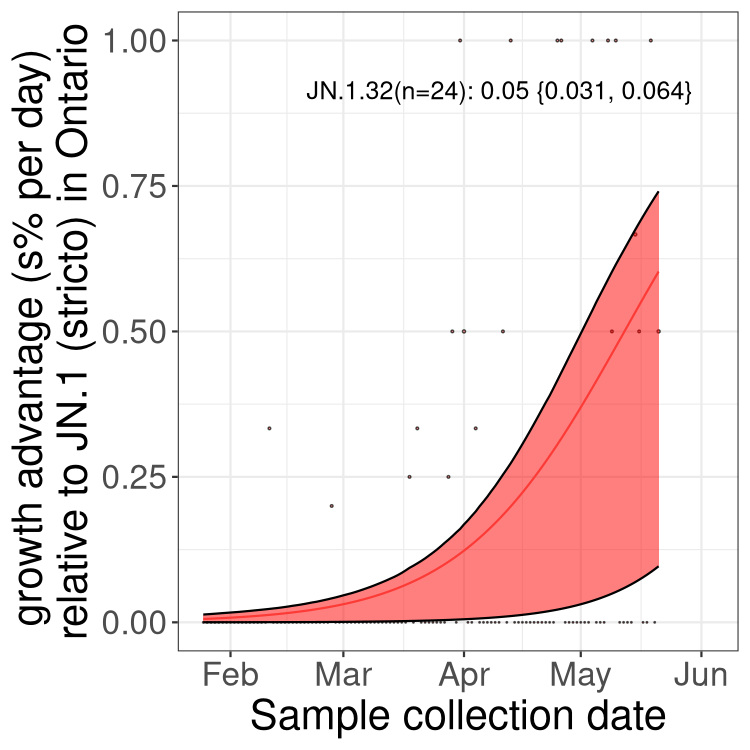 growth advantage (s% per day)
relative to JN.1 (stricto) in Ontario
1.00
0.75
0.50
0.25
0.00
JN.1.32(n=24): 0.05 {0.031, 0.064}
Feb Mar Apr May Jun
Sample collection date